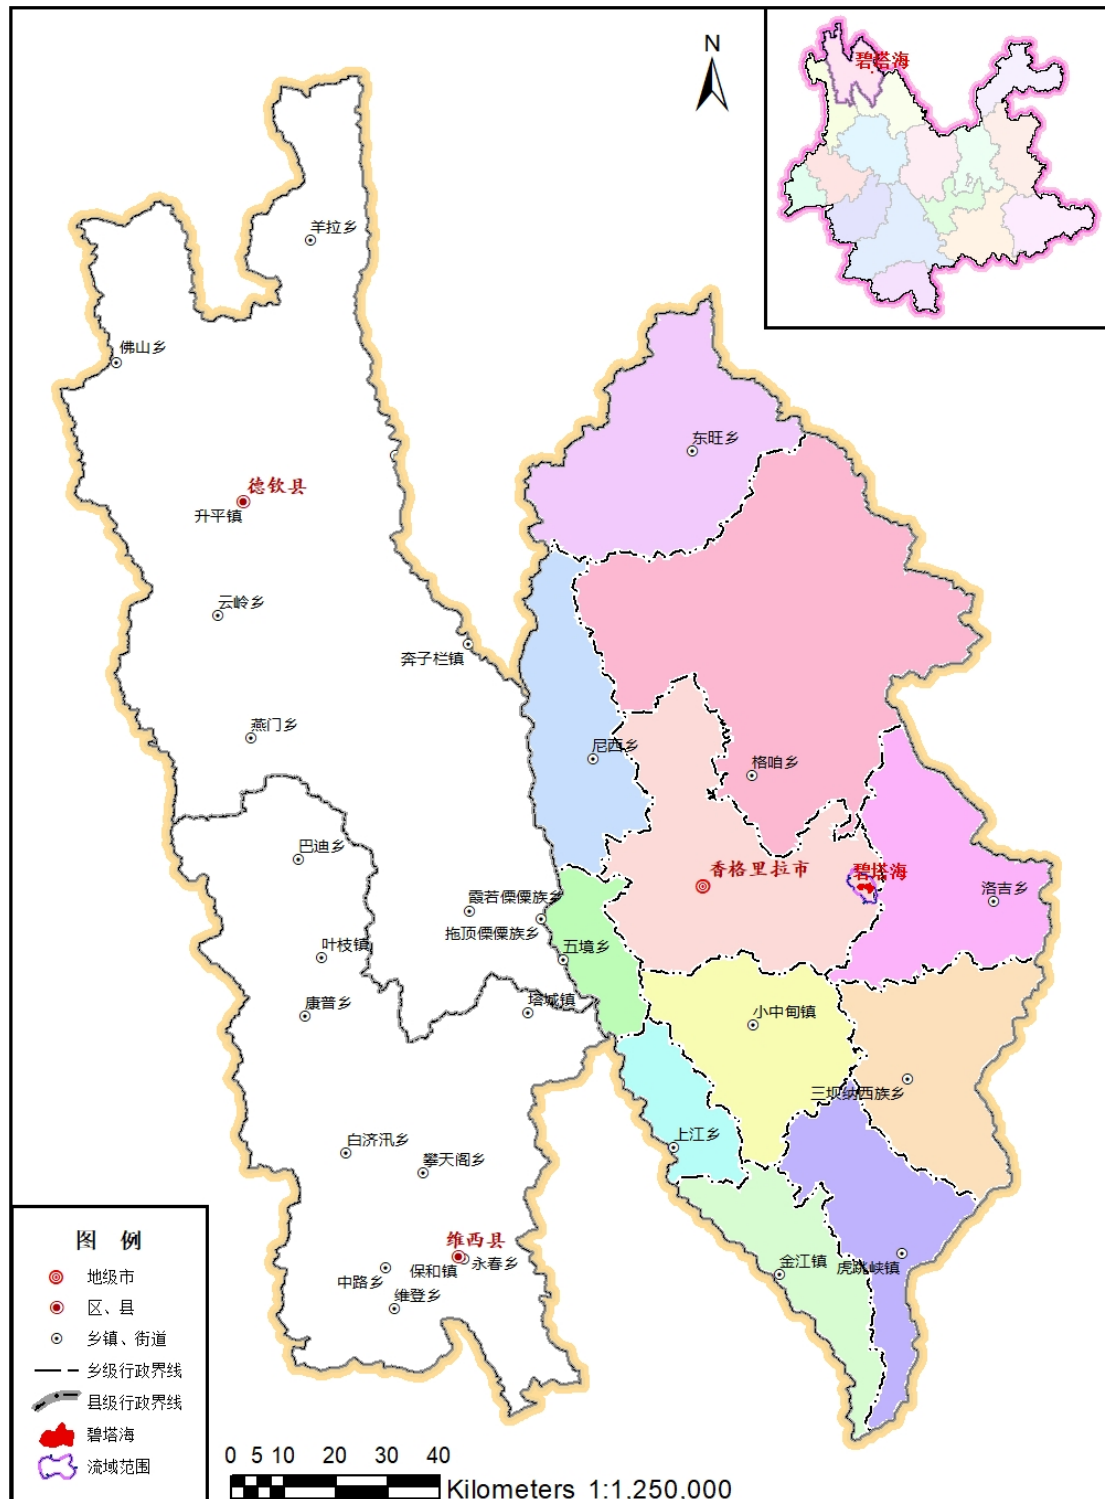 N
碧塔海
羊拉乡
佛山乡
东旺乡
德钦县
升平镇
云岭乡
奔子栏镇
燕门乡
尼西乡
格咱乡
巴迪乡
香格里拉市
碧塔海
洛吉乡
霞若傈僳族乡
拖顶傈僳族乡
五境乡
叶枝镇
康普乡
塔城镇
小中甸镇
三坝纳西族乡
上江乡
白济汛乡
攀天阁乡
维西县
永春乡
保和镇
中路乡
维登乡
金江镇
虎跳峡镇
图 例
地级市
区、县
乡镇、街道
乡级行政界线
县级行政界线
碧塔海
流域范围
0 5 10 20 30 40
Kilometers 1:1,250,000